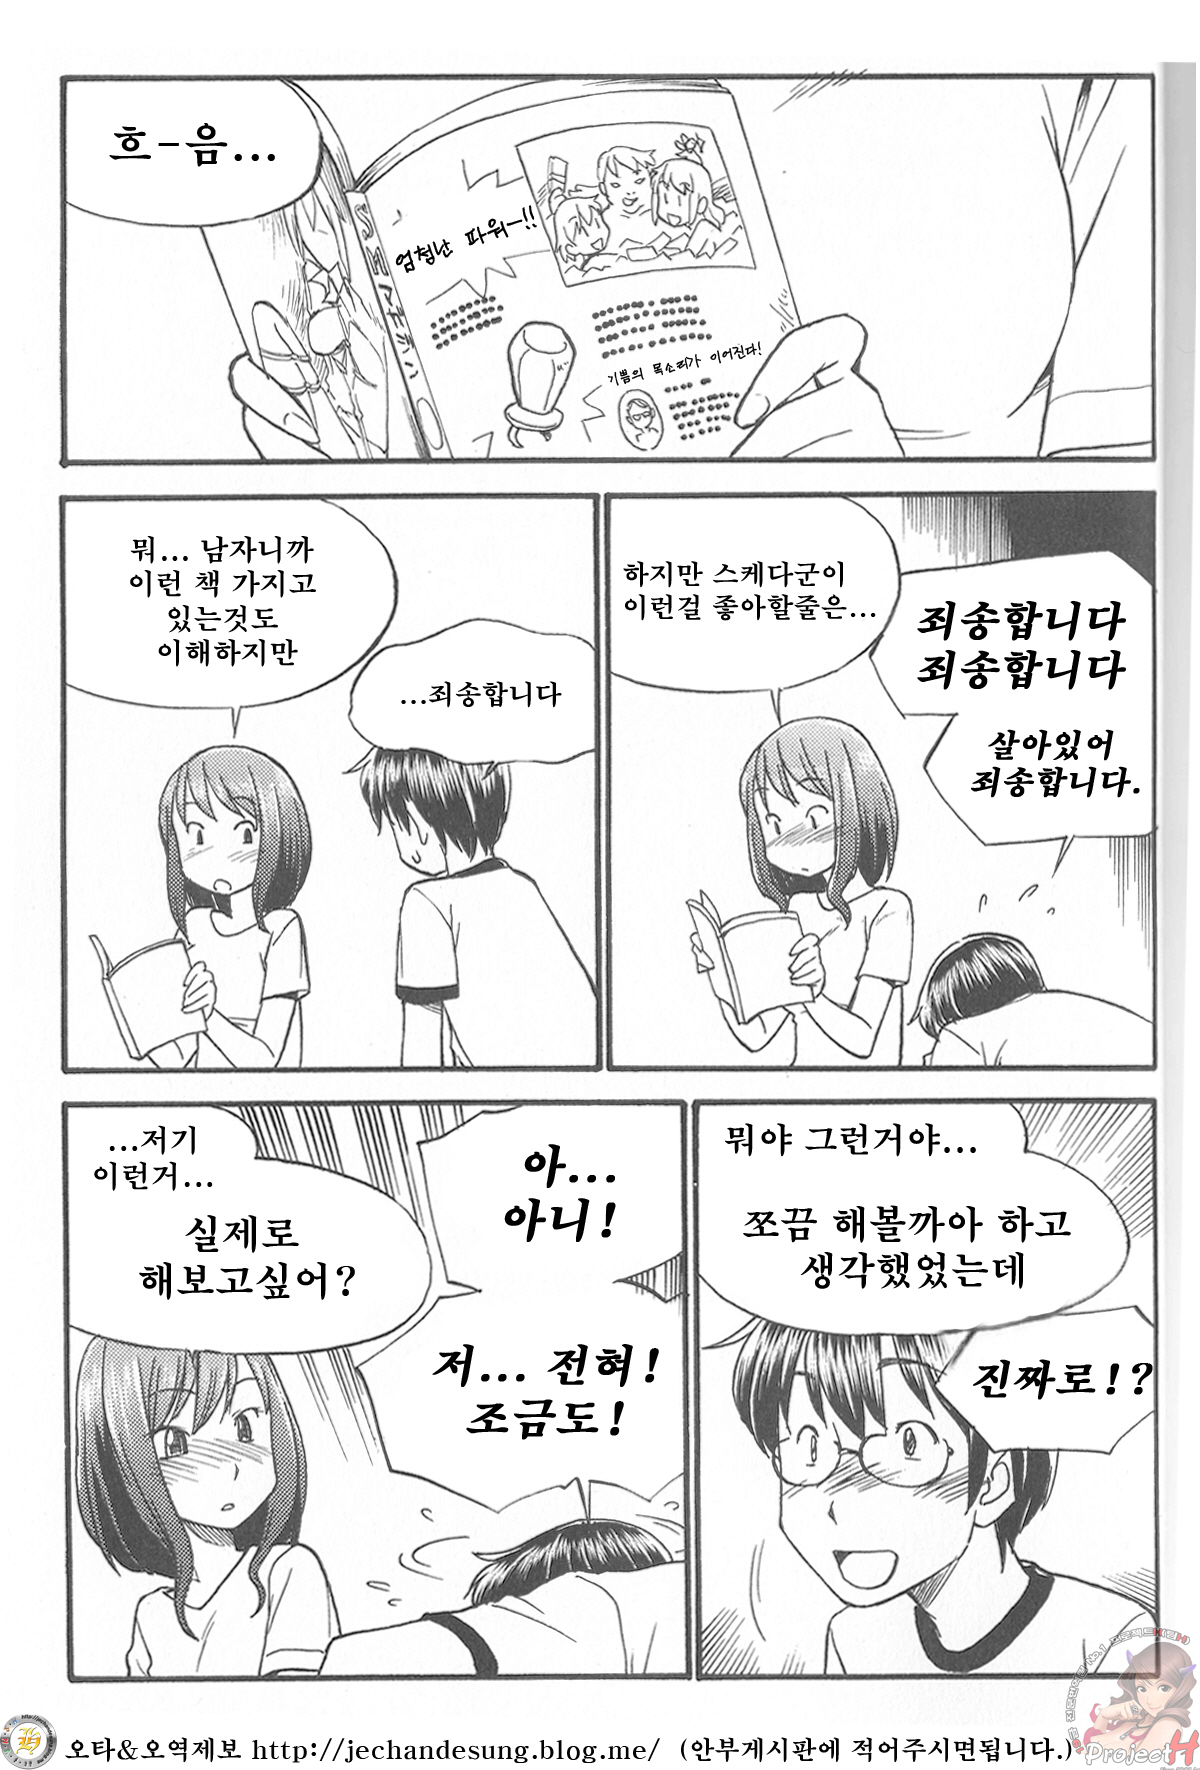 흐-음...
엄청난 파워-!!
기쁨의 목소리가 이어진다!
뭐... 남자니까
이런 책 가지고
있는것도
이해하지만
...죄송합니다
하지만 스케다군이
이런걸 좋아할줄은...
죄송합니다
죄송합니다
살아있어
죄송합니다.
...저기
이런거...
실제로
해보고싶어?
아...
아니!
저... 전혀!
조금도!
뭐야 그런거야...
쪼끔 해볼까아 하고
생각했었는데
진짜로!?
오타&오역제보 http://jechandesung.blog.me/ (안부게시판에 적어주시면됩니다.)
ProjectH